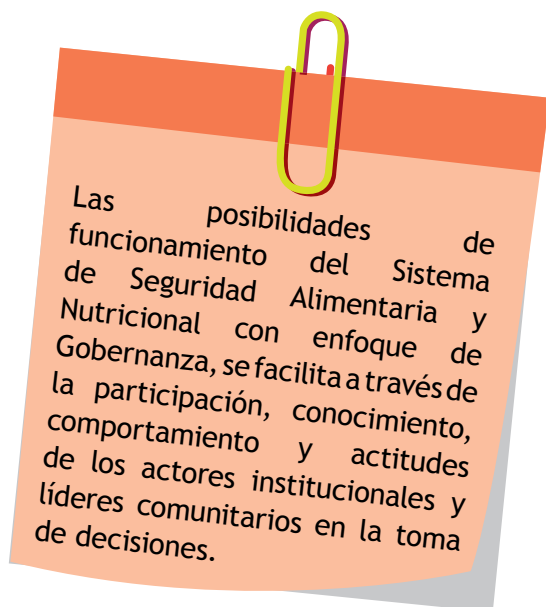 Las posibilidades de
funcionamiento del Sistema
de Seguridad Alimentaria y
Nutricional con enfoque de
Gobernanza, se facilita a través de
la participación, conocimiento,
comportamiento y actitudes
de los actores institucionales y
líderes comunitarios en la toma
de decisiones.